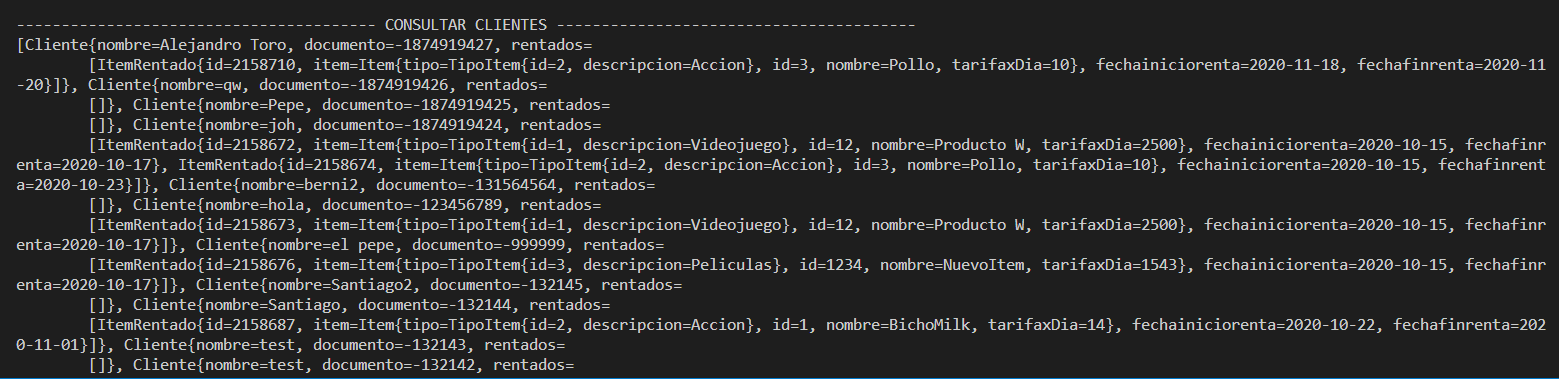 ---------------------------------------- CONSULTAR CLIENTES ----------------------------------------
[Cliente{nombre=Alejandro Toro, documento=-1874919427, rentados=
[ItemRentado{id=2158710, item=Item{tipo=TipoItem{id=2, descripcion=Accion}, id=3, nombre=Pollo, tarifaxDia=10}, fechainiciorenta=2020-11-18, fechafinrenta=2020-11
-20}]}, Cliente{nombre=qw, documento=-1874919426, rentados=
[]}, Cliente{nombre=Pepe, documento=-1874919425, rentados=
[]}, Cliente{nombre=joh, documento=-1874919424, rentados=
[ItemRentado{id=2158672, item=Item{tipo=TipoItem{id=1, descripcion=Videojuego}, id=12, nombre=Producto W, tarifaxDia=2500}, fechainiciorenta=2020-10-15, fechafinr
enta=2020-10-17}, ItemRentado{id=2158674, item=Item{tipo=TipoItem{id=2, descripcion=Accion}, id=3, nombre=Pollo, tarifaxDia=10}, fechainiciorenta=2020-10-15, fechafinrent
a=2020-10-23}]}, Cliente{nombre=berni2, documento=-131564564, rentados=
[]}, Cliente{nombre=hola, documento=-123456789, rentados=
[ItemRentado{id=2158673, item=Item{tipo=TipoItem{id=1, descripcion=Videojuego}, id=12, nombre=Producto W, tarifaxDia=2500}, fechainiciorenta=2020-10-15, fechafinr
enta=2020-10-17}]}, Cliente{nombre=el pepe, documento=-999999, rentados=
[ItemRentado{id=2158676, item=Item{tipo=TipoItem{id=3, descripcion=Peliculas}, id=1234, nombre=NuevoItem, tarifaxDia=1543}, fechainiciorenta=2020-10-15, fechafinr
enta=2020-10-17}]}, Cliente{nombre=Santiago2, documento=-132145, rentados=
[]}, Cliente{nombre=Santiago, documento=-132144, rentados=
[ItemRentado{id=2158687, item=Item{tipo=TipoItem{id=2, descripcion=Accion}, id=1, nombre=BichoMilk, tarifaxDia=14}, fechainiciorenta=2020-10-22, fechafinrenta=202
0-11-01}]}, Cliente{nombre=test, documento=-132143, rentados=
[]}, Cliente{nombre=test, documento=-132142, rentados=